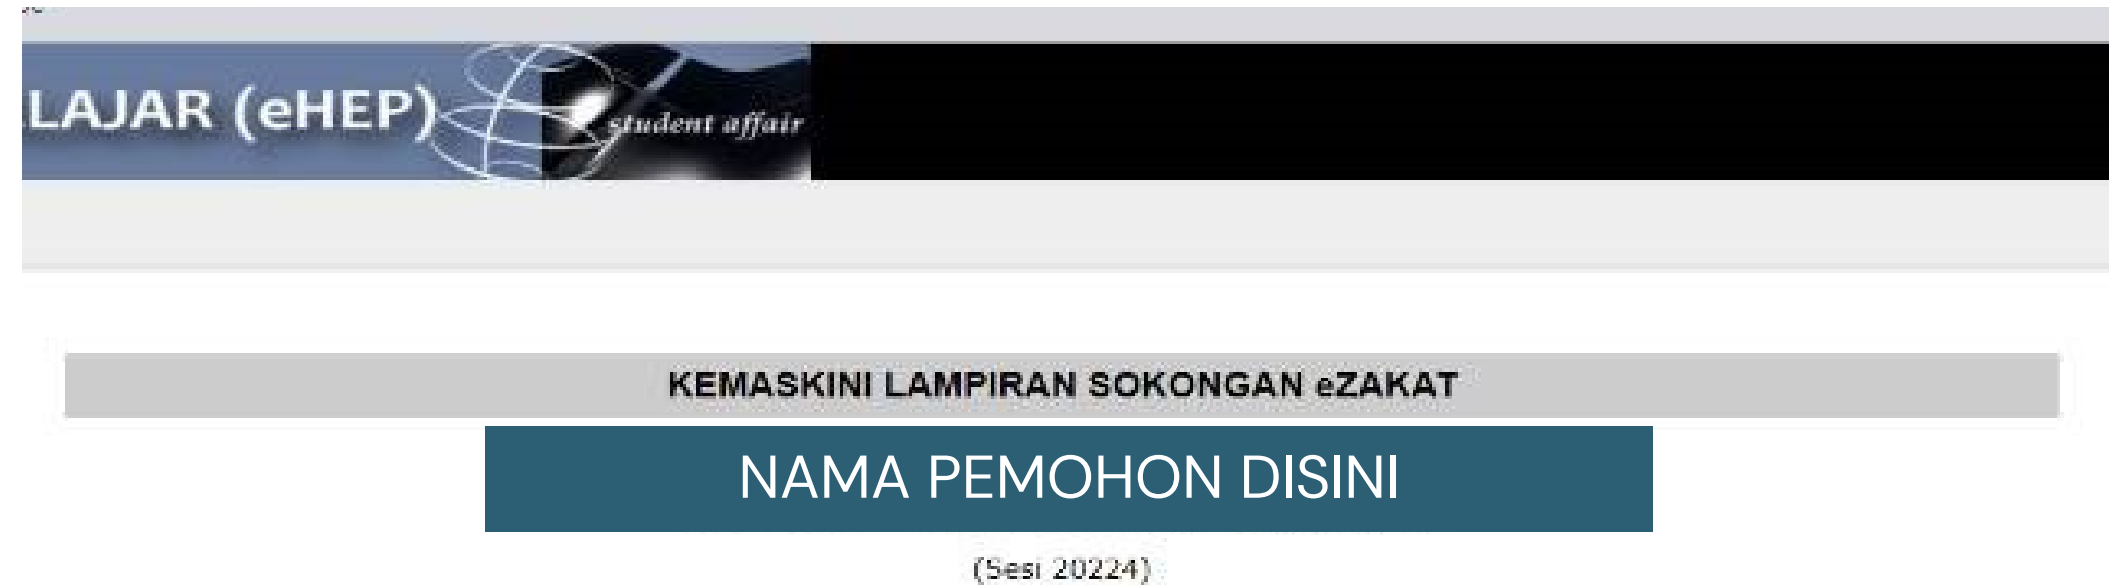 LAJAR (eHEP)
student affair
KEMASKINI LAMPIRAN SOKONGAN eZAKAT
NAMA PEMOHON DISINI
(Sesi 20224)